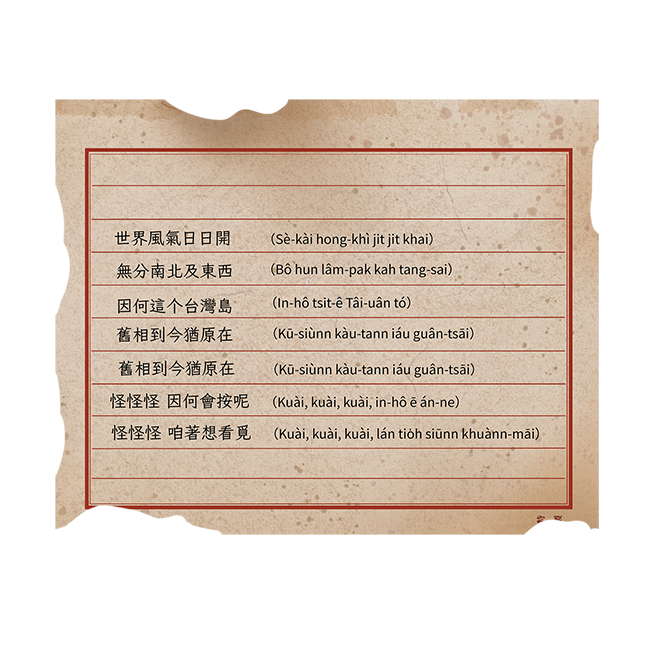 世界風氣日日開 (Sè-kài hong-khì ji̍t ji̍t khai)
無分南北及東西 (Bô hun lâm-pak kah tang-sai)
因何這个台灣島 (In-hô tsit-ê Tâi-uân tó)
舊相到今猶原在 (Kū-siùnn kàu-tann iáu guân-tsāi)
舊相到今猶原在 (Kū-siùnn kàu-tann iáu guân-tsāi)
怪怪怪 因何會按呢 (Kuài, kuài, kuài, in-hô ē án-ne)
怪怪怪 咱著想看覓 (Kuài, kuài, kuài, lán tio̍h siūnn khuànn-māi)